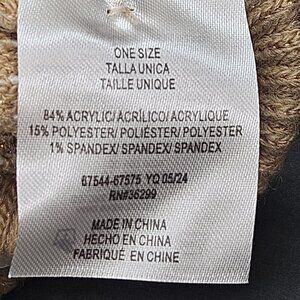 ONE SIZE
TALLA UNICA
TAILLE UNIQUE
84% ACRYLIC/ ACRÍLICO/ ACRYLIQUE
15% POLYESTER/ POLIÉSTER/ POLYESTER
1% SPANDEX/ SPANDEX/ SPANDEX
67544-67575 YQ 05/24
RN#36299
MADE IN CHINA
HECHO EN CHINA
FABRIQUÉ EN CHINE